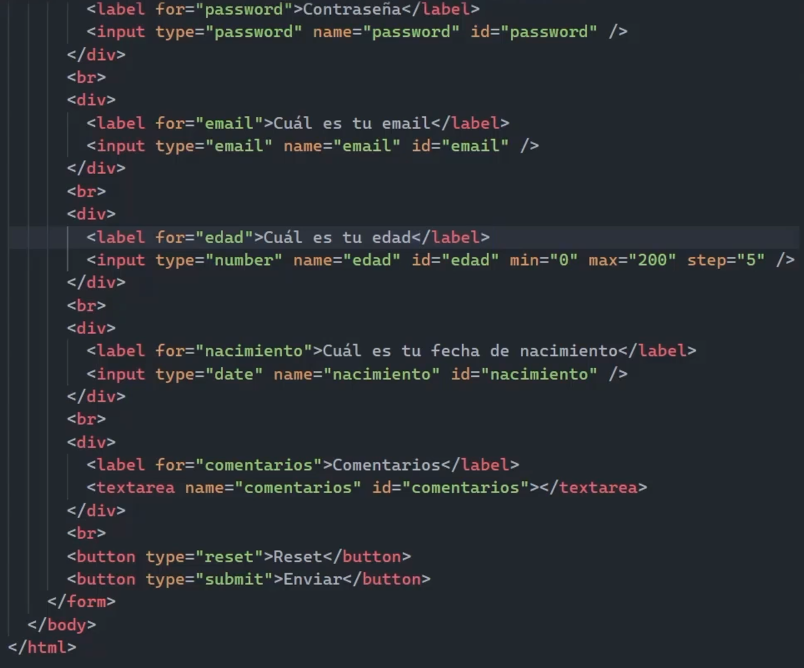 <label for="password">Contraseña</label>
<input type="password" name="password" id="password" />
</div>
<br>
<div>
<label for="email">Cuál es tu email</label>
<input type="email" name="email" id="email" />
</div>
<br>
<div>
<label for="edad">Cuál es tu edad</label>
<input type="number" name="edad" id="edad" min="0" max="200" step="5" />
</div>
<br>
<div>
<label for="nacimiento">Cuál es tu fecha de nacimiento</label>
<input type="date" name="nacimiento" id="nacimiento" />
</div>
<br>
<div>
<label for="comentarios">Comentarios</label>
<textarea name="comentarios" id="comentarios"></textarea>
</div>
<br>
<button type="reset">Reset</button>
<button type="submit">Enviar</button>
</form>
</body>
</html>